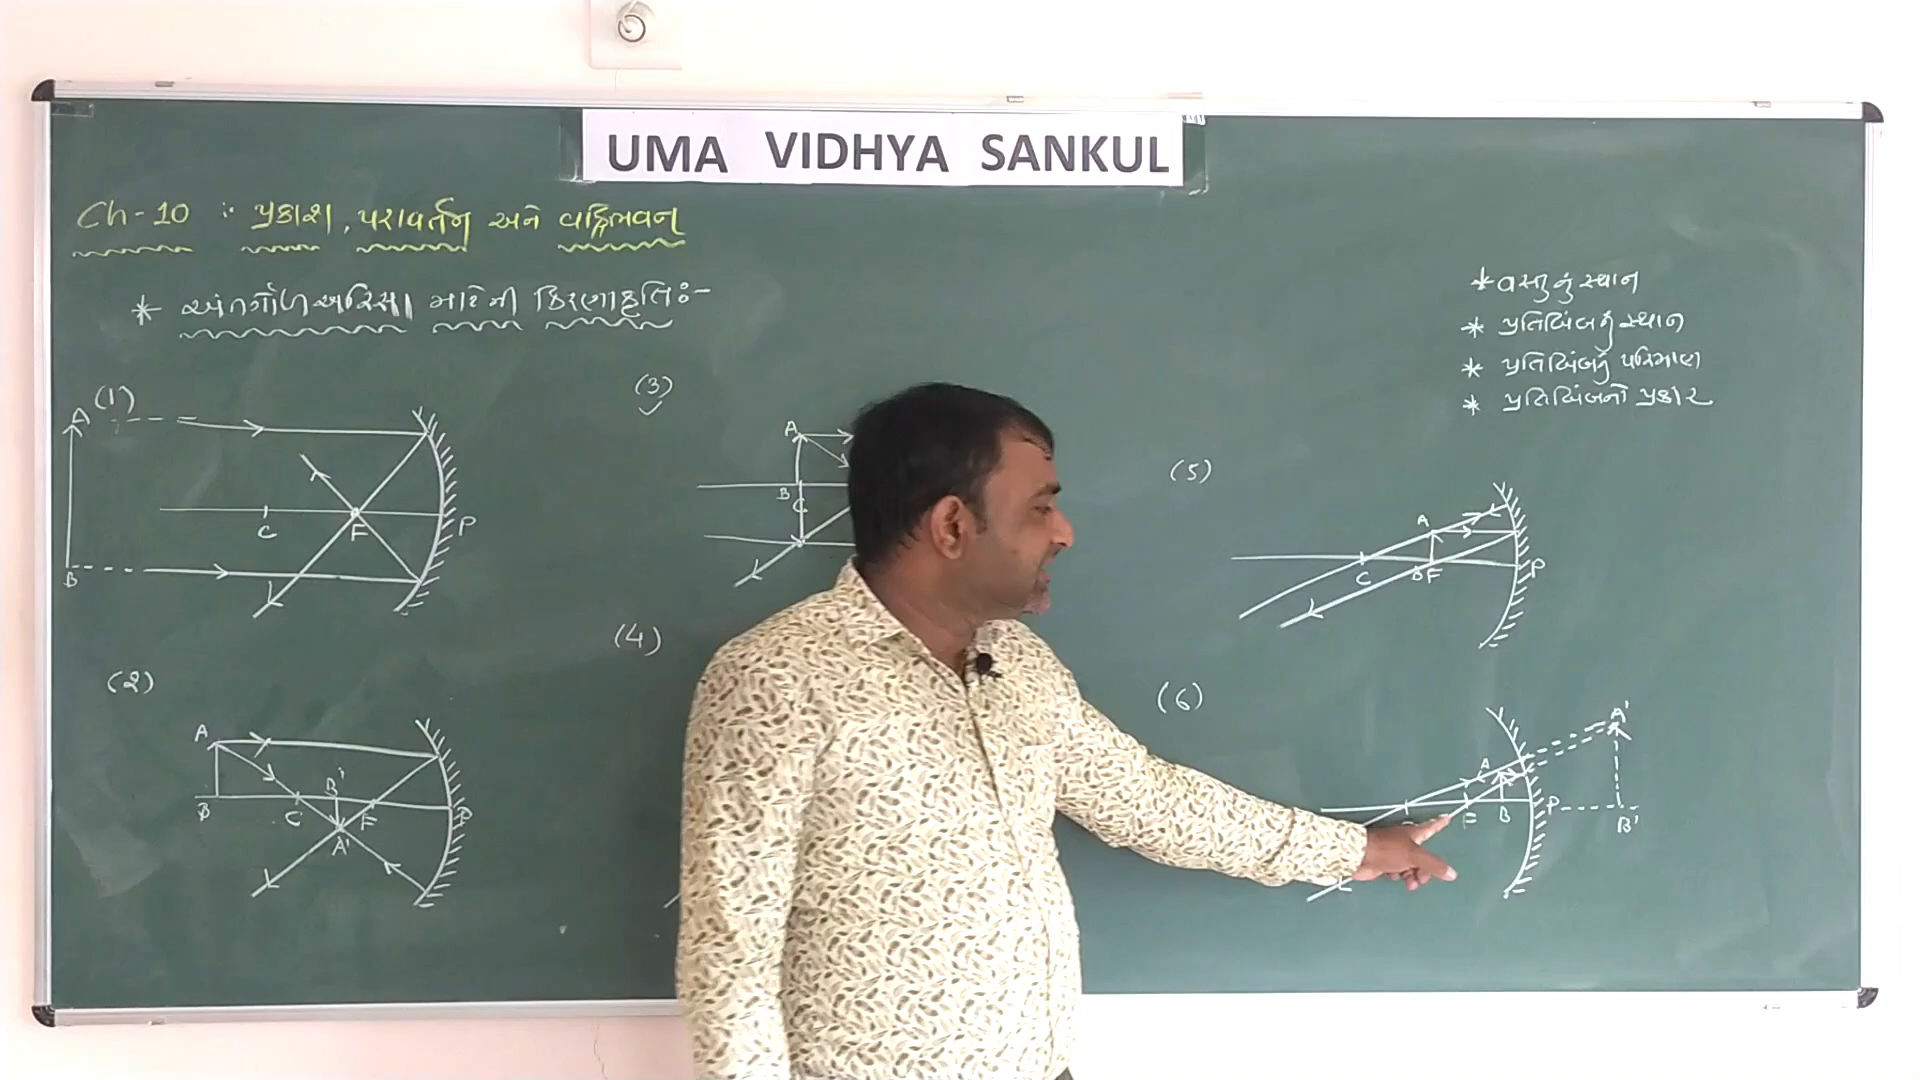 UMA VIDHYA SANKUL
Ch-10 : પ્રકાશ, પરાવર્તન અને વક્રીભવન
* અંતર્ગોળ અરિસા માટેની કિરણાકૃતિ:-
* વસ્તુનું સ્થાન
* પ્રતિબિંબનું સ્થાન
* પ્રતિબિંબનું પરિમાણ
* પ્રતિબિંબનો પ્રકાર
(1)
A
C F P
B
(2)
A
B C B' F P
A'
(3)
A
B
C
(4)
(5)
A
C B F P
(6)
A'
A
F B P B'